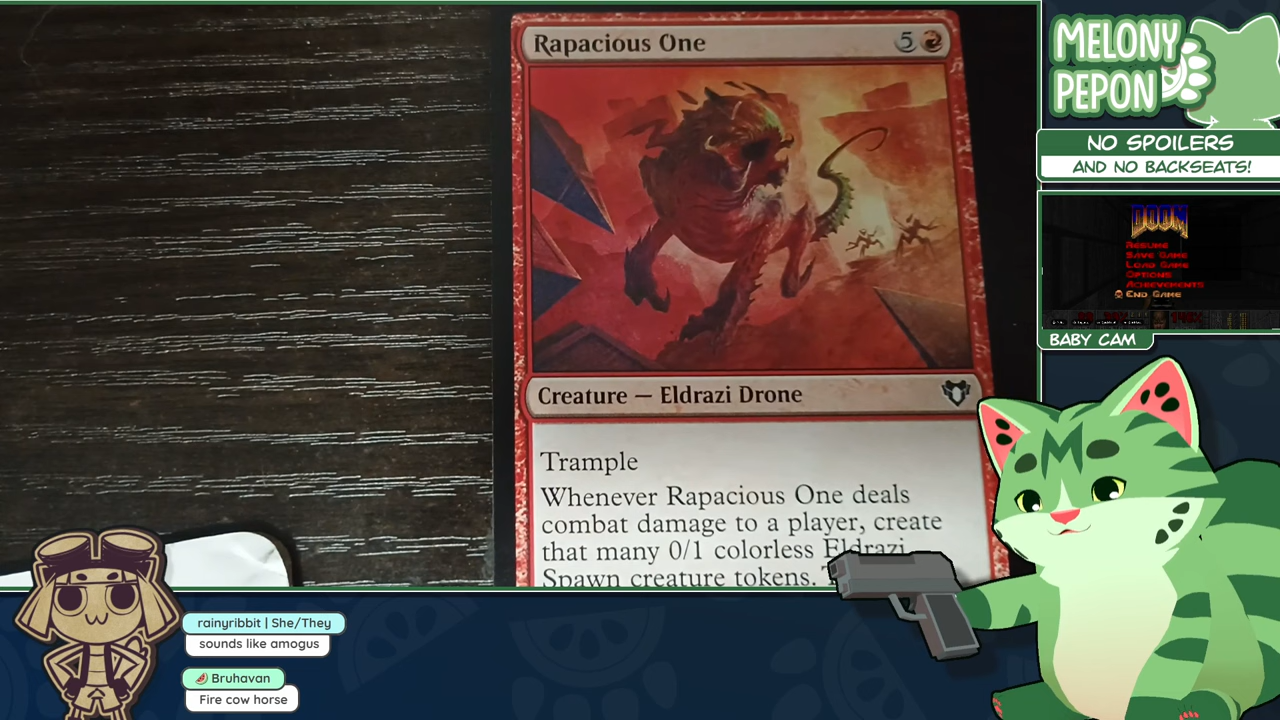 Rapacious One
5
Creature — Eldrazi Drone
Trample
Whenever Rapacious One deals
combat damage to a player, create
that many 0/1 colorless Eldrazi
Spawn creature tokens.
MELONY
PEPON
NO SPOILERS
AND NO BACKSEATS!
DOOM
RESUME
SAVE GAME
LOAD GAME
OPTIONS
ACHIEVEMENTS
END GAME
BABY CAM
rainyribbit | She/They
sounds like amogus
Bruhavan
Fire cow horse